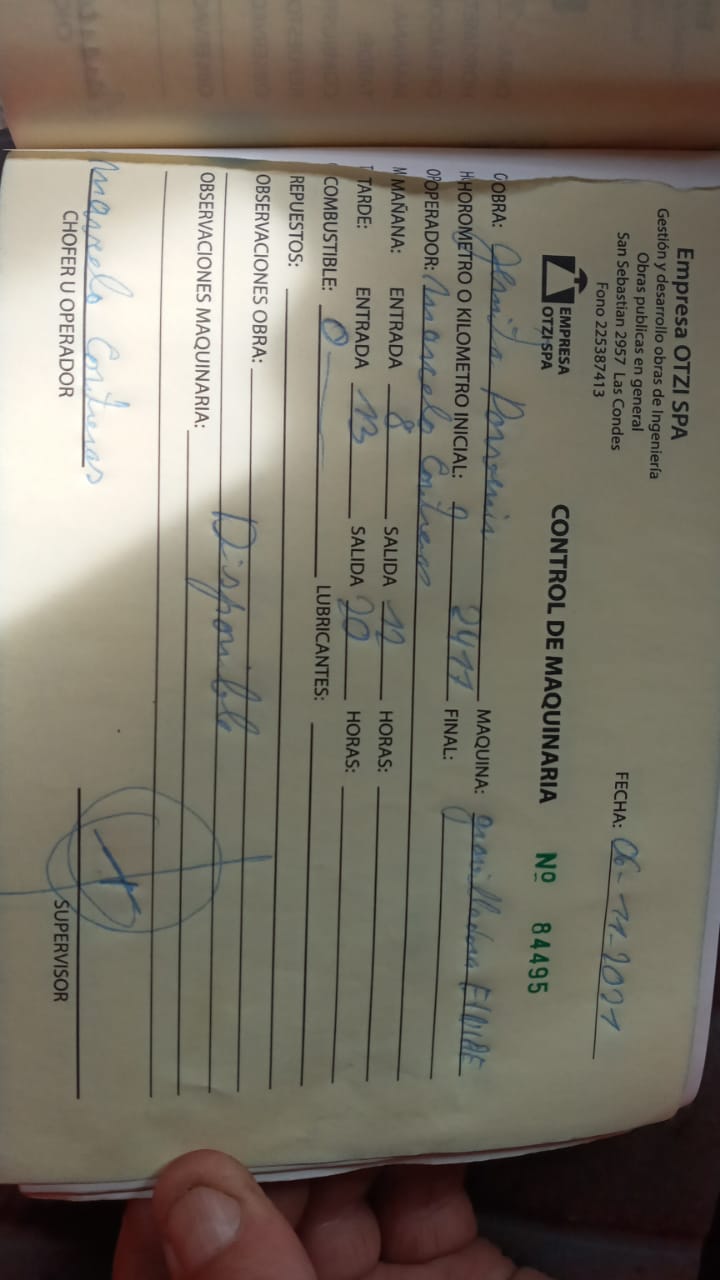 Empresa OTZI SPA
Gestión y desarrollo obras de Ingeniería
Obras publicas en general
San Sebastian 2957 Las Condes
Fono 225387413
FECHA: 06-11-2021
EMPRESA
OTZI SPA
CONTROL DE MAQUINARIA Nº 84495
OBRA: Porvenir MAQUINA: gravilladora
HOROMETRO O KILOMETRO INICIAL: 2411 FINAL:
OPERADOR: Marcelo Contreras
MAÑANA: ENTRADA 8 SALIDA 12 HORAS:
TARDE: ENTRADA 13 SALIDA 20 HORAS:
COMBUSTIBLE: 0 LUBRICANTES:
REPUESTOS:
OBSERVACIONES OBRA:
Disponible
OBSERVACIONES MAQUINARIA:
Marcelo Contreras
CHOFER U OPERADOR
SUPERVISOR